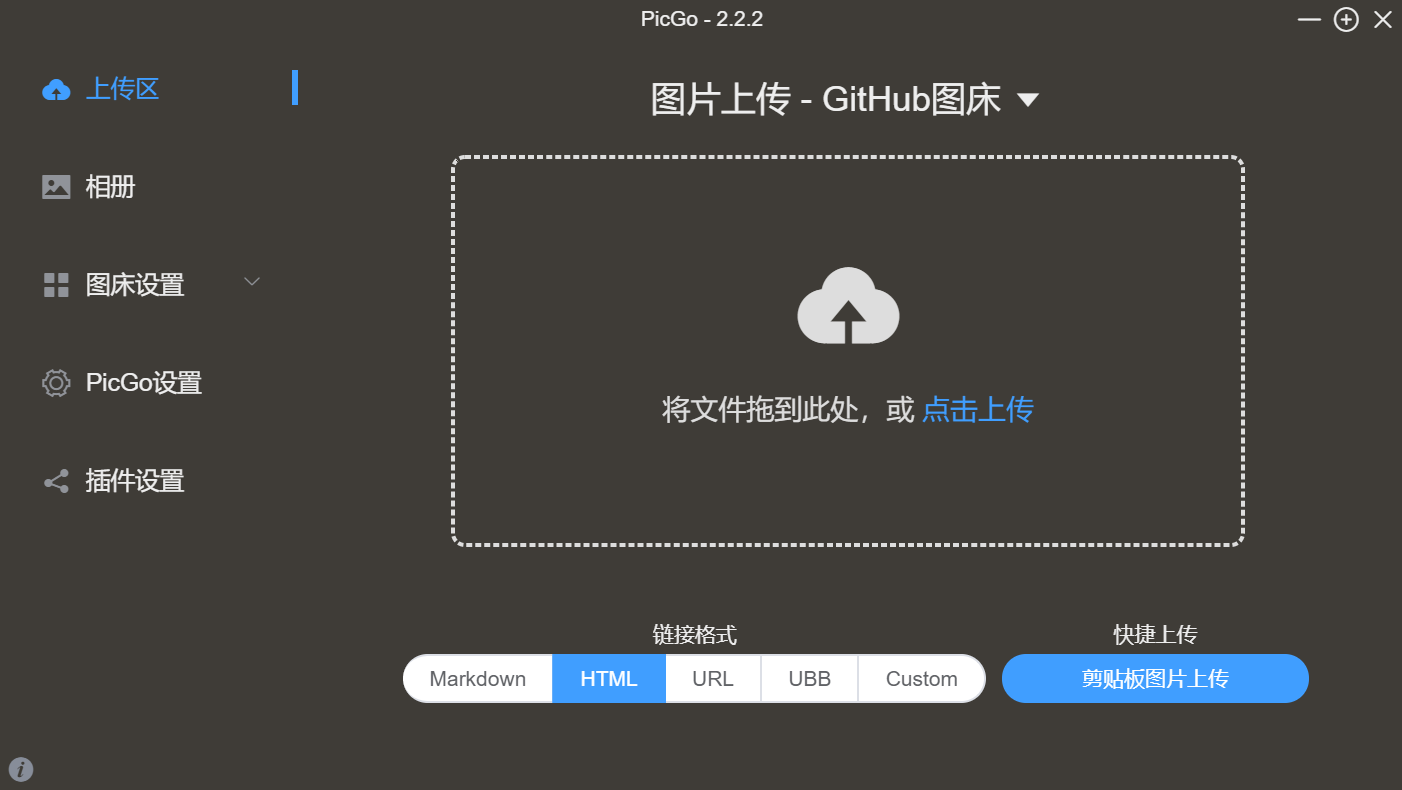 PicGo - 2.2.2
上传区
相册
图床设置
PicGo设置
插件设置
图片上传 - GitHub图床
将文件拖到此处，或 点击上传
链接格式
Markdown HTML URL UBB Custom
快捷上传
剪贴板图片上传
i